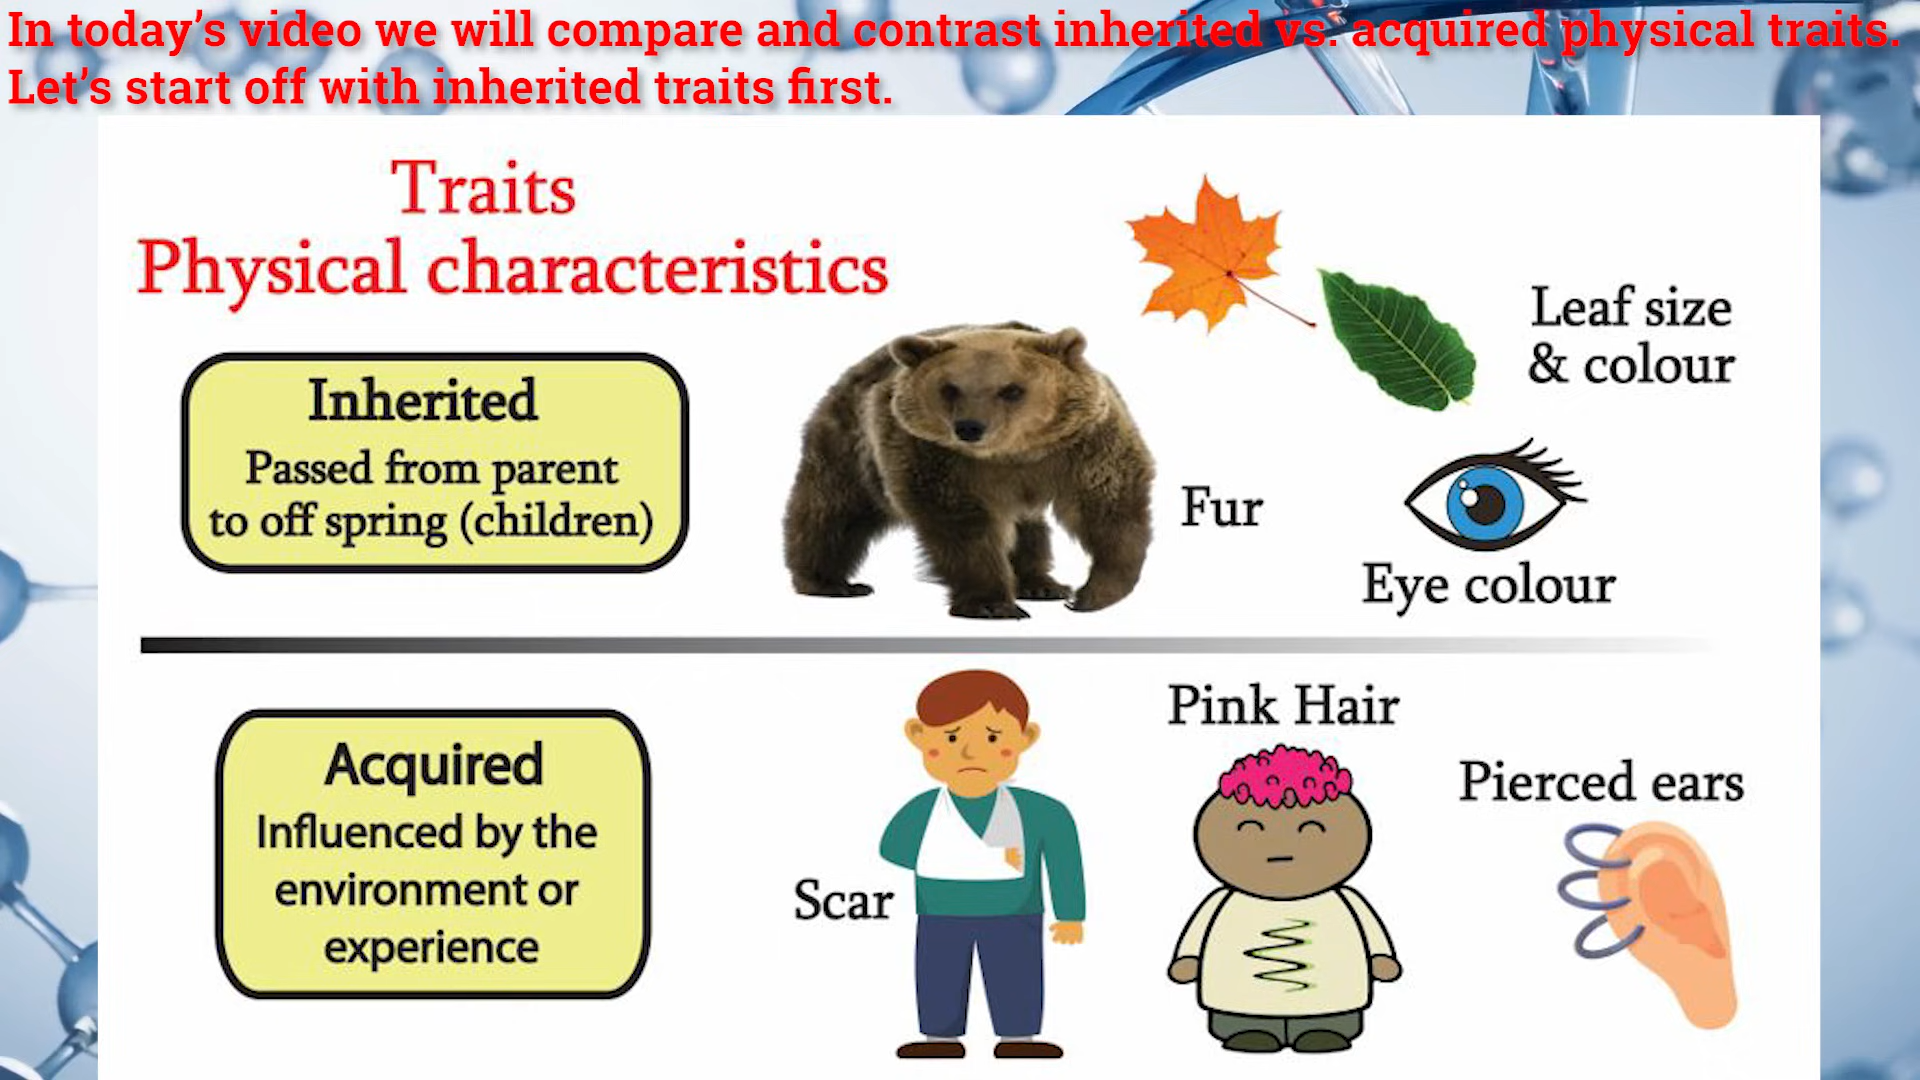 In today’s video we will compare and contrast inherited vs. acquired physical traits.
Let’s start off with inherited traits first.
Traits
Physical characteristics
Inherited
Passed from parent
to off spring (children)
Leaf size
& colour
Fur
Eye colour
Acquired
Influenced by the
environment or
experience
Scar
Pink Hair
Pierced ears